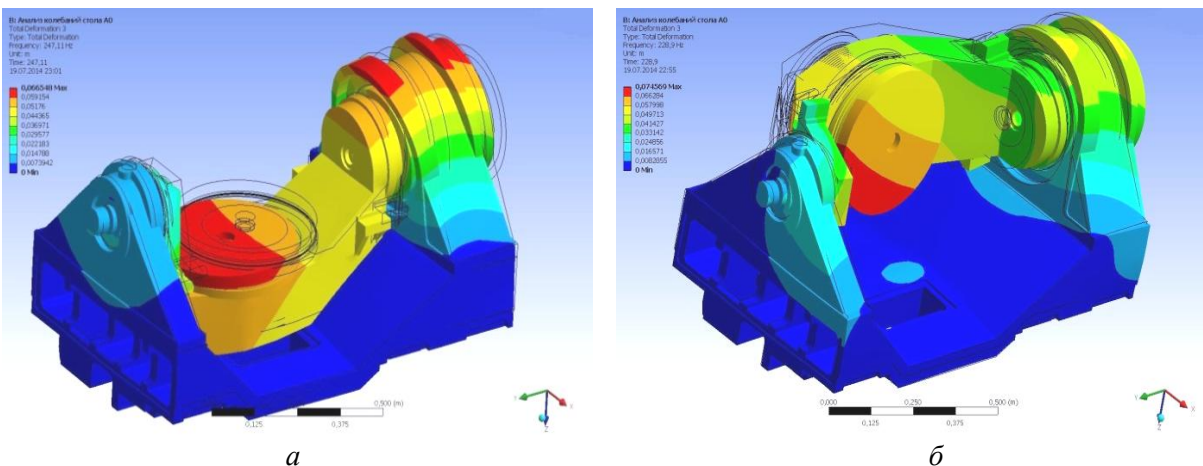 B: Анализ колебаний стола A0
Total Deformation 3
Type: Total Deformation
Frequency: 247,11 Hz
Unit: m
Time: 247,11
19.07.2014 23:01
0,066548 Max
0,059154
0,05176
0,044365
0,036971
0,029577
0,022183
0,014788
0,0073942
0 Min
0,500 (m)
0,125
0,375
Y
X
Z
а
B: Анализ колебаний стола A0
Total Deformation 3
Type: Total Deformation
Frequency: 228,9 Hz
Unit: m
Time: 228,9
19.07.2014 22:55
0,074569 Max
0,066284
0,057998
0,049713
0,041427
0,033142
0,024856
0,016571
0,0082855
0 Min
0,000 0,250 0,500 (m)
0,125 0,375
Y
X
Z
б